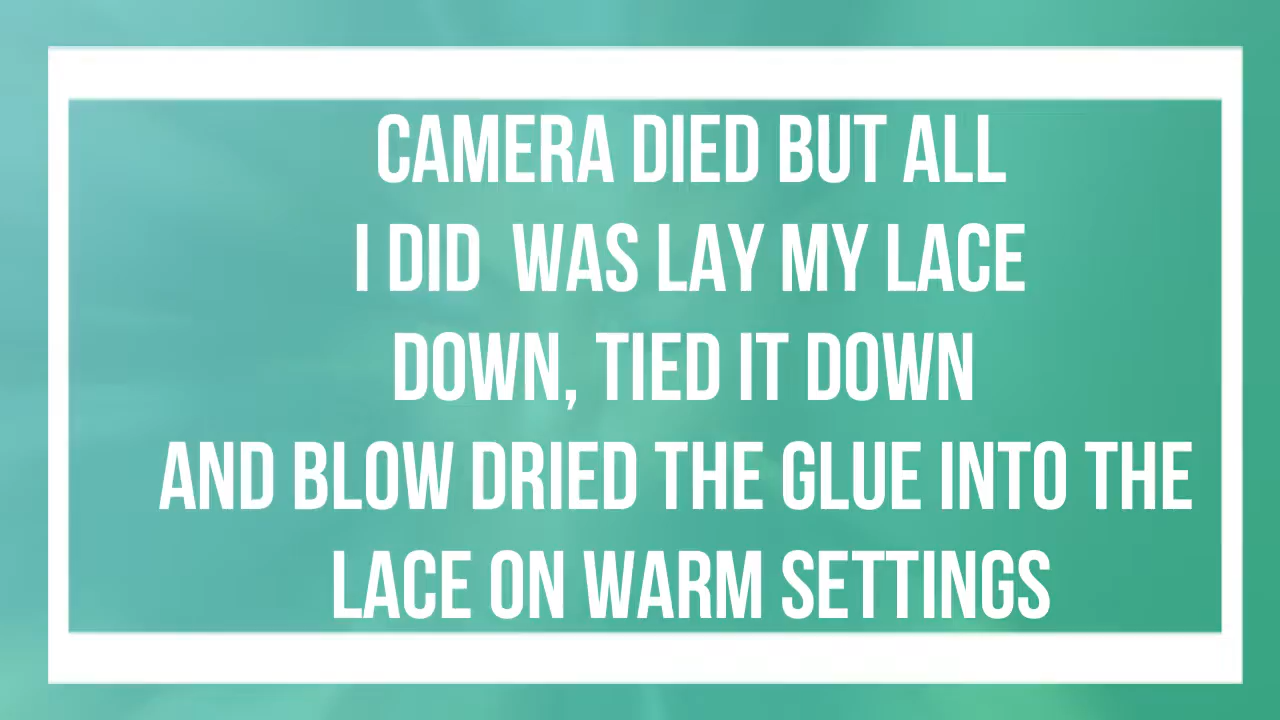 CAMERA DIED BUT ALL
I DID WAS LAY MY LACE
DOWN, TIED IT DOWN
AND BLOW DRIED THE GLUE INTO THE
LACE ON WARM SETTINGS